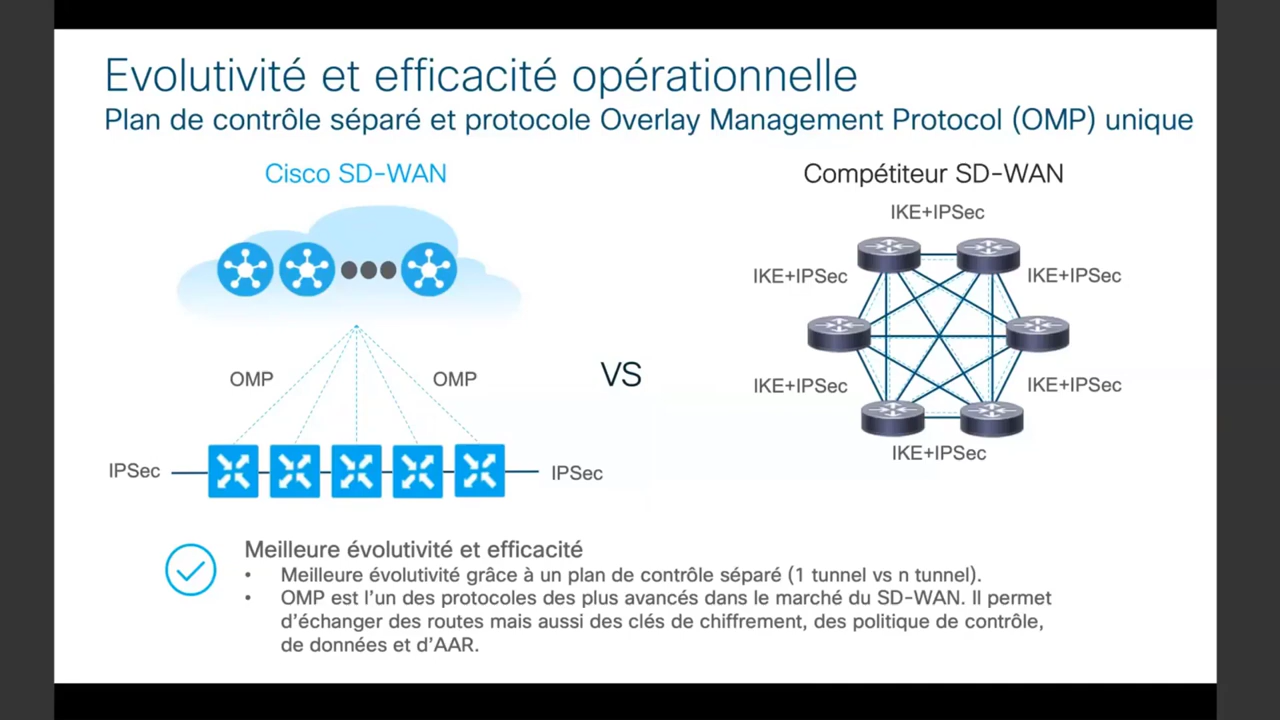 Evolutivité et efficacité opérationnelle
Plan de contrôle séparé et protocole Overlay Management Protocol (OMP) unique
Cisco SD-WAN
Compétiteur SD-WAN
IKE+IPSec
IKE+IPSec
IKE+IPSec
OMP
OMP
VS
IKE+IPSec
IKE+IPSec
IKE+IPSec
IPSec
IPSec
Meilleure évolutivité et efficacité
• Meilleure évolutivité grâce à un plan de contrôle séparé (1 tunnel vs n tunnel).
• OMP est l'un des protocoles des plus avancés dans le marché du SD-WAN. Il permet
d'échanger des routes mais aussi des clés de chiffrement, des politique de contrôle,
de données et d'AAR.